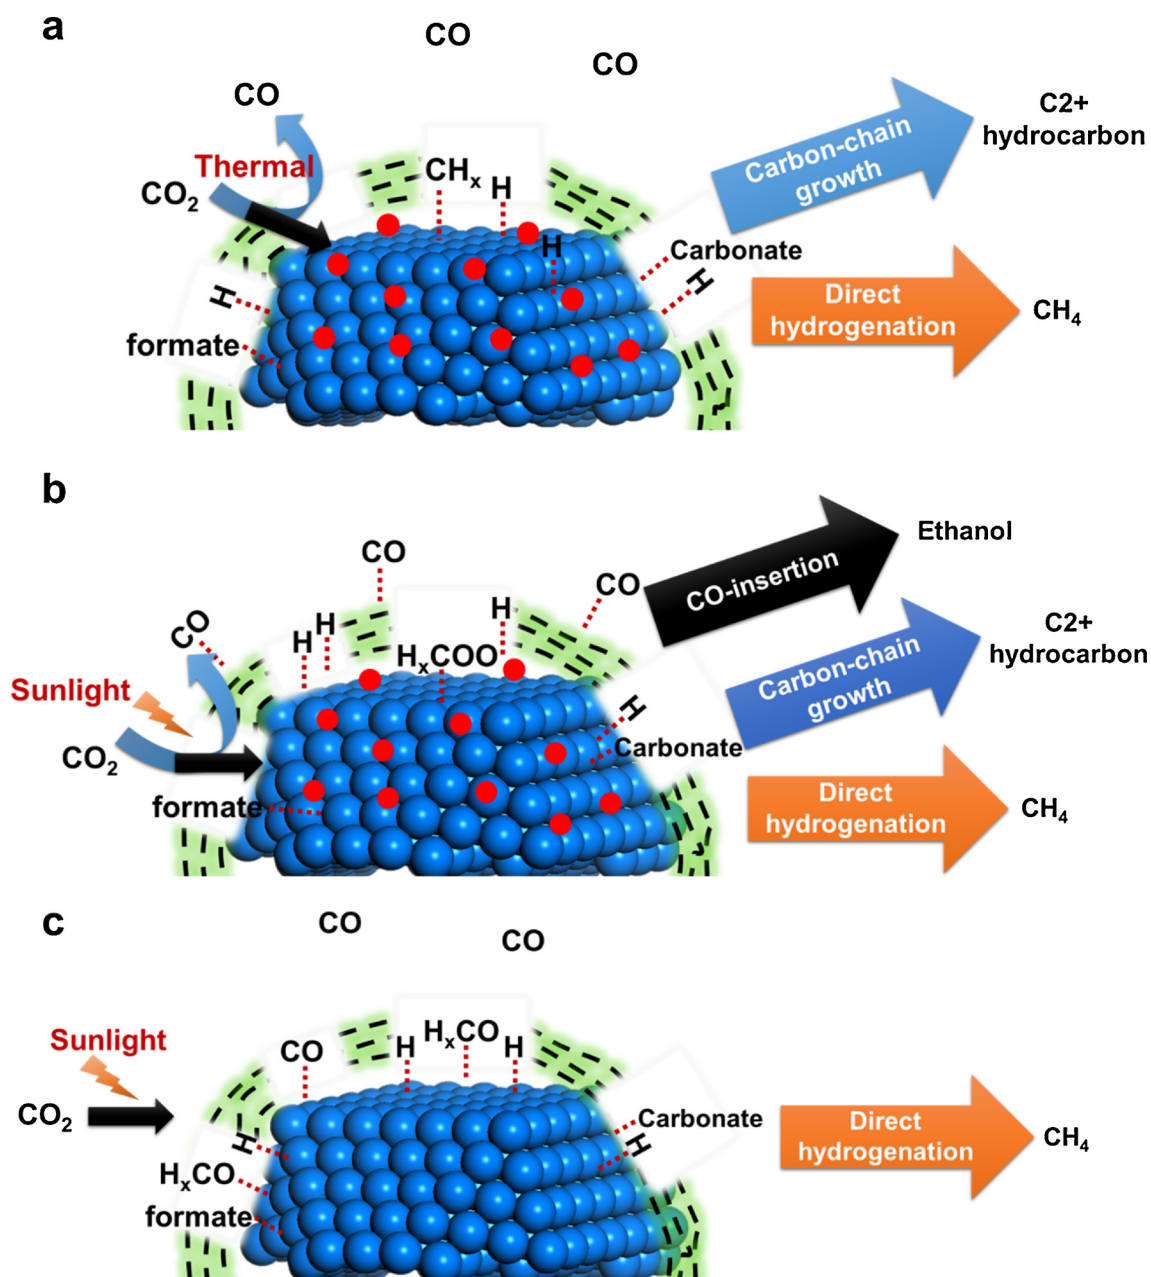 a
CO
CO
CO
Thermal
CO₂
CHₓ
H
H
Carbonate
H
H
formate
Carbon-chain
growth
C2+
hydrocarbon
Direct
hydrogenation
CH₄
b
CO
CO
CO
H
H
H
HₓCOO
Sunlight
CO₂
H
Carbonate
formate
CO-insertion
Ethanol
Carbon-chain
growth
C2+
hydrocarbon
Direct
hydrogenation
CH₄
c
CO
CO
Sunlight
CO₂
CO
H
HₓCO
H
H
HₓCO
formate
Carbonate
H
Direct
hydrogenation
CH₄